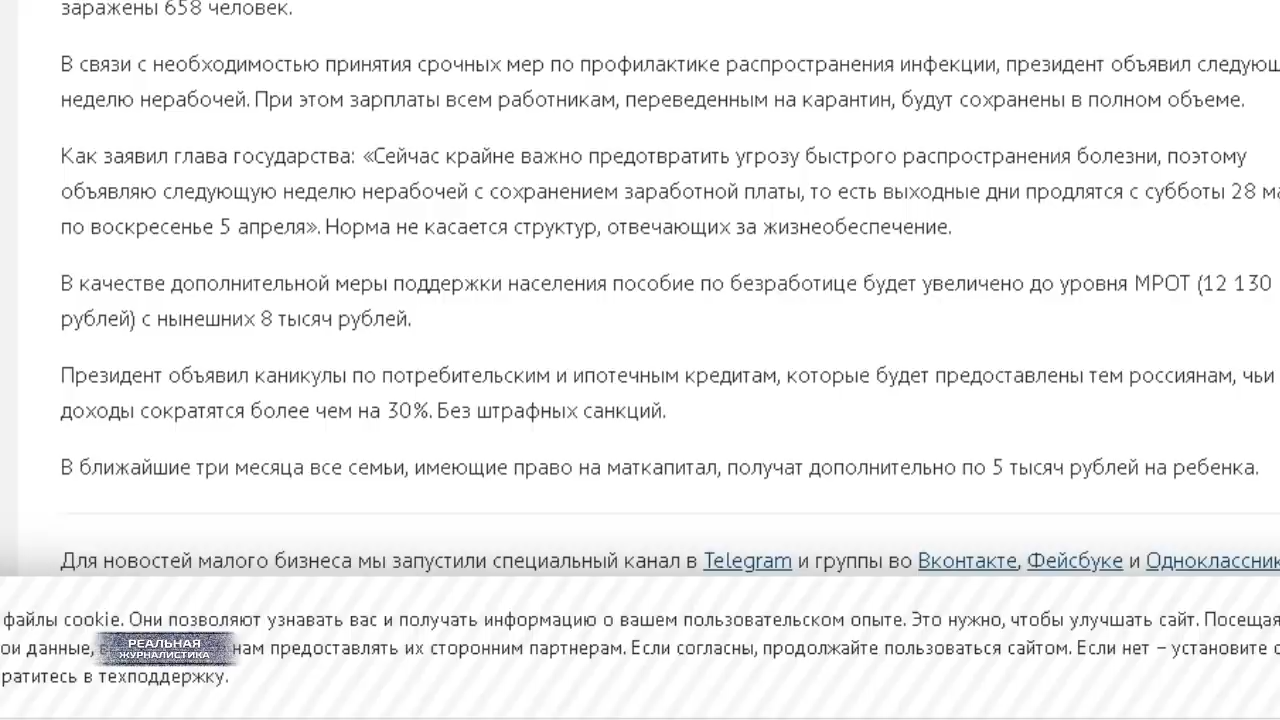 заражены 658 человек.
В связи с необходимостью принятия срочных мер по профилактике распространения инфекции, президент объявил следующ
неделю нерабочей. При этом зарплаты всем работникам, переведенным на карантин, будут сохранены в полном объеме.
Как заявил глава государства: «Сейчас крайне важно предотвратить угрозу быстрого распространения болезни, поэтому
объявляю следующую неделю нерабочей с сохранением заработной платы, то есть выходные дни продлятся с субботы 28 ма
по воскресенье 5 апреля». Норма не касается структур, отвечающих за жизнеобеспечение.
В качестве дополнительной меры поддержки населения пособие по безработице будет увеличено до уровня МРОТ (12 130
рублей) с нынешних 8 тысяч рублей.
Президент объявил каникулы по потребительским и ипотечным кредитам, которые будет предоставлены тем россиянам, чьи
доходы сократятся более чем на 30%. Без штрафных санкций.
В ближайшие три месяца все семьи, имеющие право на маткапитал, получат дополнительно по 5 тысяч рублей на ребенка.
Для новостей малого бизнеса мы запустили специальный канал в Telegram и группы во Вконтакте, Фейсбуке и Одноклассник
файлы cookie. Они позволяют узнавать вас и получать информацию о вашем пользовательском опыте. Это нужно, чтобы улучшать сайт. Посещая
ои данные, нам предоставлять их сторонним партнерам. Если согласны, продолжайте пользоваться сайтом. Если нет – установите с
ратитесь в техподдержку.
РЕАЛЬНАЯ
ЖУРНАЛИСТИКА